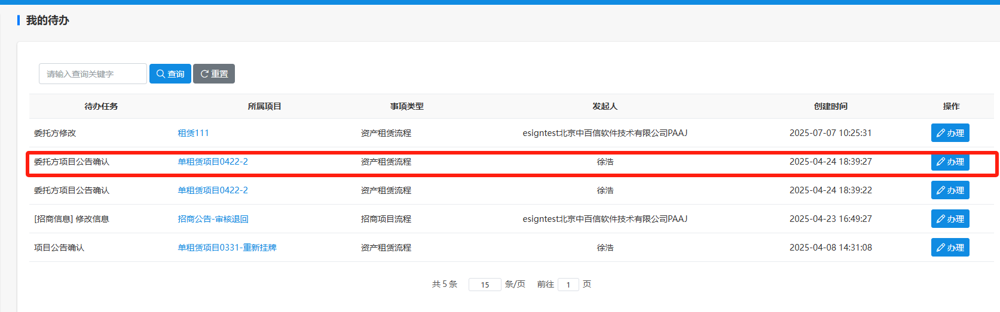 我的待办
请输入查询关键字 查询 重置
待办任务 所属项目 事项类型 发起人 创建时间 操作
委托方修改 租赁111 资产租赁流程 esigntest北京中百信软件技术有限公司PAAJ 2025-07-07 10:25:31 办理
委托方项目公告确认 单租赁项目0422-2 资产租赁流程 徐浩 2025-04-24 18:39:27 办理
委托方项目公告确认 单租赁项目0422-2 资产租赁流程 徐浩 2025-04-24 18:39:22 办理
[招商信息] 修改信息 招商公告-审核退回 招商项目流程 esigntest北京中百信软件技术有限公司PAAJ 2025-04-23 16:49:27 办理
项目公告确认 单租赁项目0331-重新挂牌 资产租赁流程 徐浩 2025-04-08 14:31:08 办理
共 5 条 15 条/页 前往 1 页